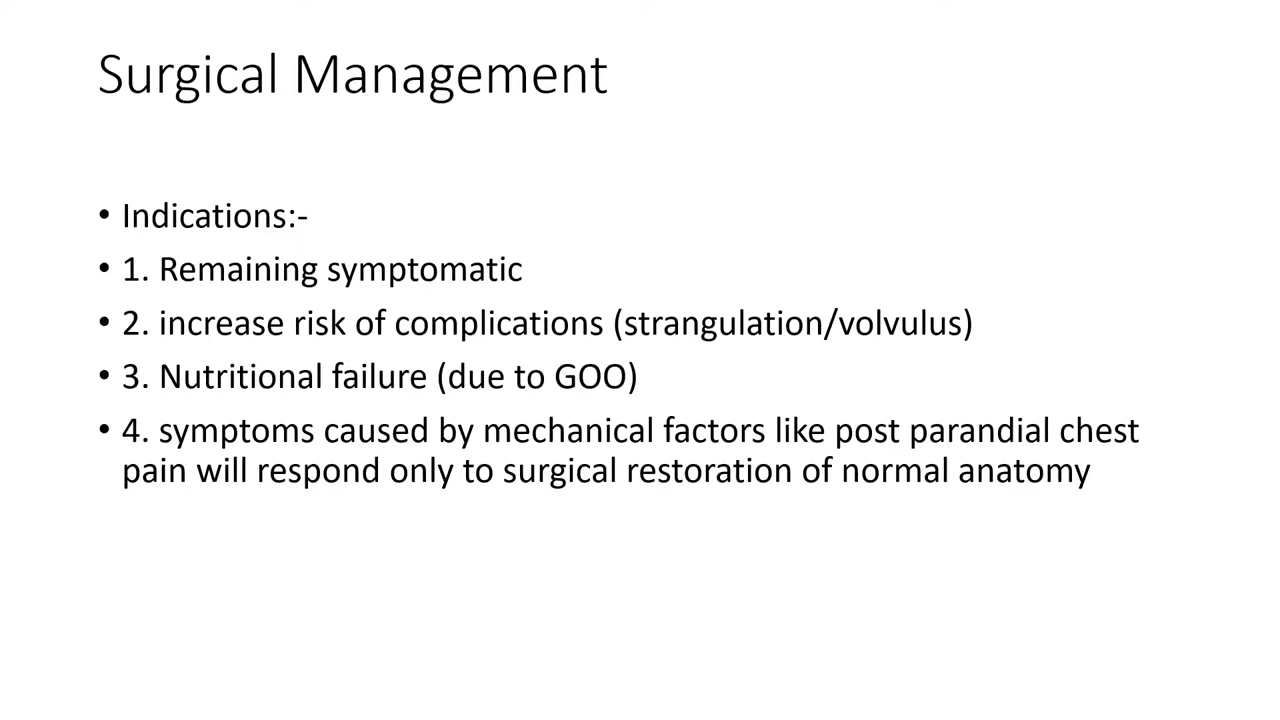 Surgical Management
• Indications:-
• 1. Remaining symptomatic
• 2. increase risk of complications (strangulation/volvulus)
• 3. Nutritional failure (due to GOO)
• 4. symptoms caused by mechanical factors like post parandial chest
pain will respond only to surgical restoration of normal anatomy